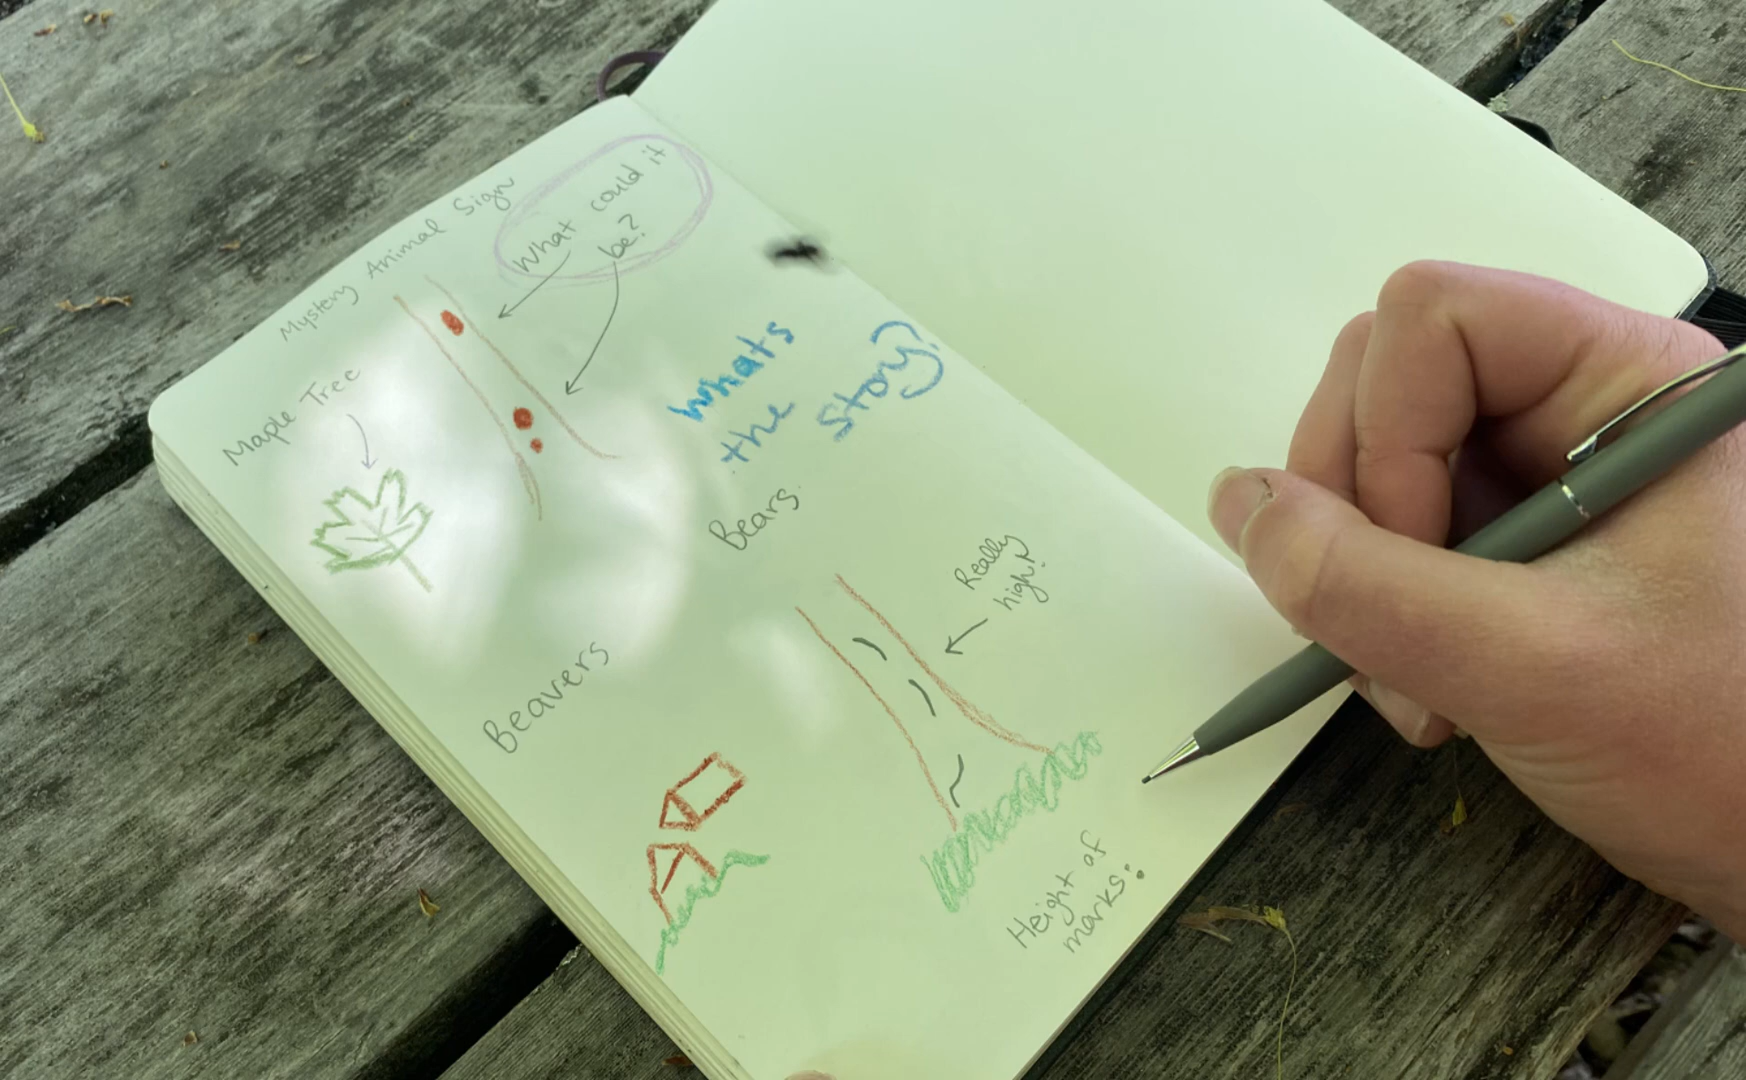 Mystery Animal Sign
What could it
be?
Maple Tree
whats
the story?
Bears
Really
high!
Beavers
Height of
marks: